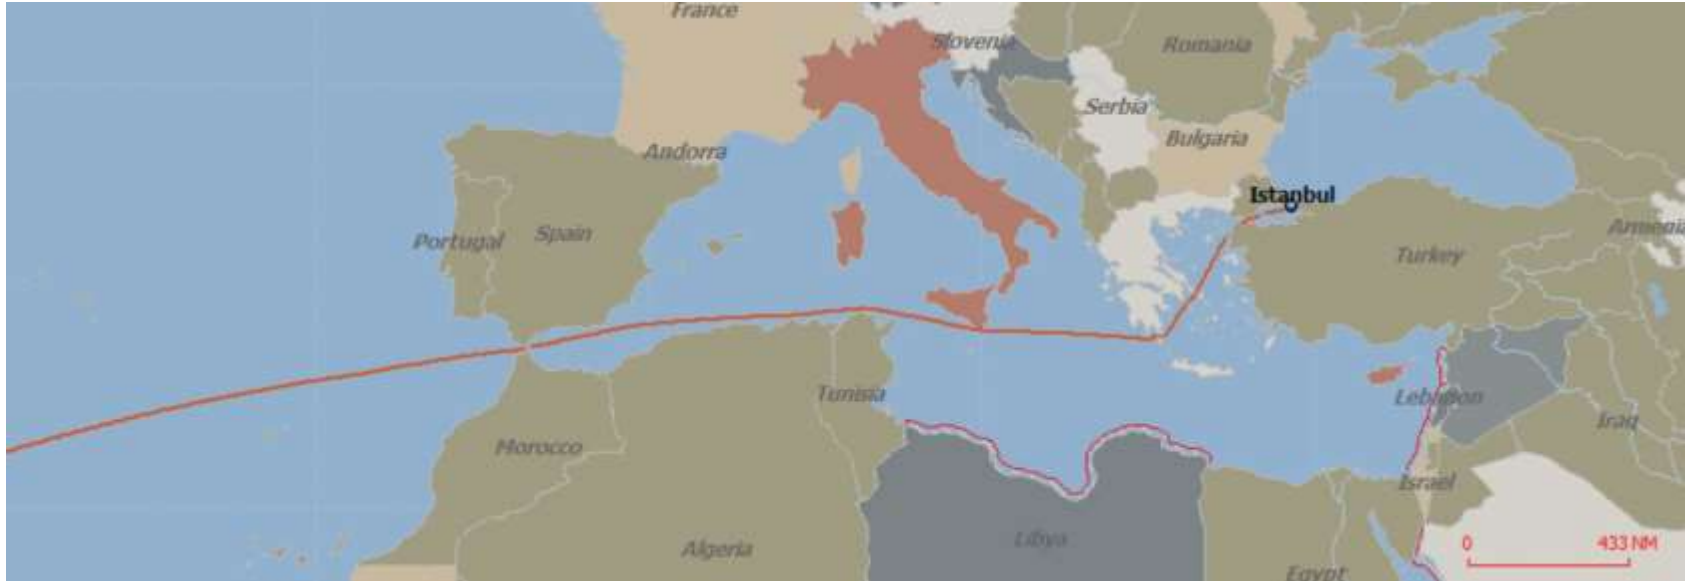 France
Slovenia
Romania
Serbia
Bulgaria
Andorra
Istanbul
Portugal
Spain
Turkey
Armenia
Tunisia
Lebanon
Iraq
Morocco
Israel
Algeria
Libya
0 433 NM
Egypt